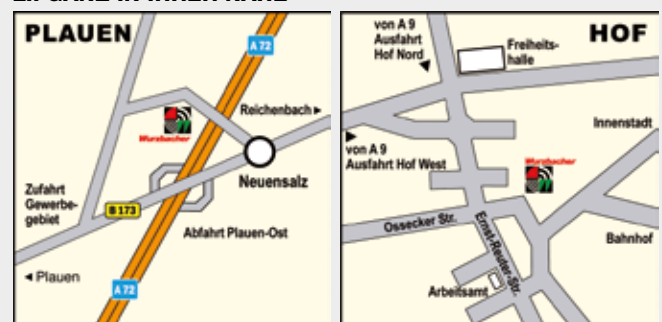 PLAUEN
A 72
Reichenbach
Wurzbacher
Neuensalz
Zufahrt
Gewerbe-
gebiet
B 173
Abfahrt Plauen-Ost
Plauen
A 72
HOF
von A 9
Ausfahrt
Hof Nord
Freiheits-
halle
Innenstadt
von A 9
Ausfahrt Hof West
Wurzbacher
Ossecker Str.
Ernst-Reuter-Str.
Bahnhof
Arbeitsamt